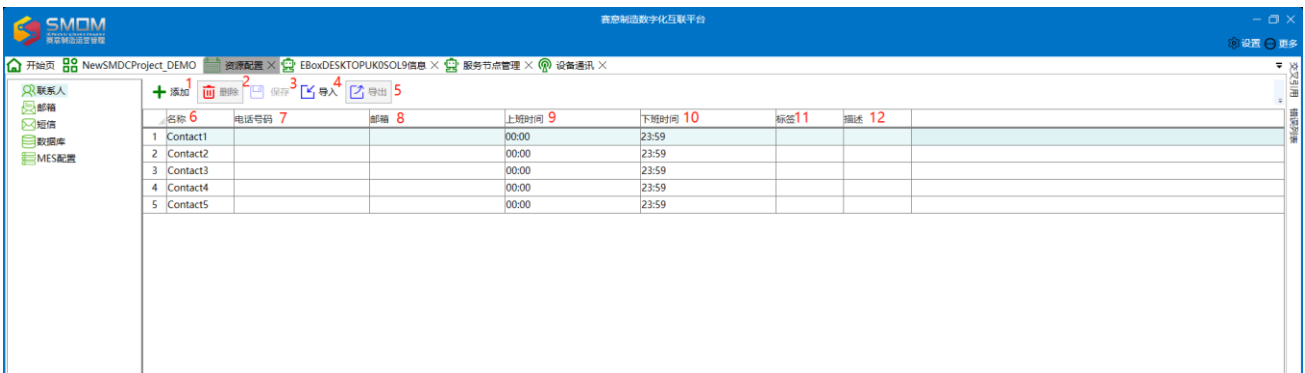 SMOM
赛意制造运营管理
赛意制造数字化互联平台
设置 更多
开始页 NewSMDCProject_DEMO 资源配置 EBoxDESKTOPUK0SOL9信息 服务节点管理 设备通讯
交叉引用
错误列表
联系人
邮箱
短信
数据库
MES配置
添加 1 删除 2 保存 3 导入 4 导出 5
名称 6 电话号码 7 邮箱 8 上班时间 9 下班时间 10 标签 11 描述 12
1 Contact1 00:00 23:59
2 Contact2 00:00 23:59
3 Contact3 00:00 23:59
4 Contact4 00:00 23:59
5 Contact5 00:00 23:59